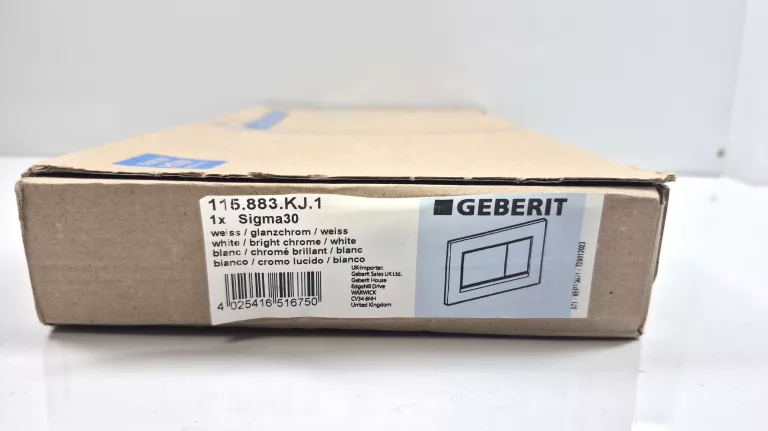 115.883.KJ.1
1x Sigma30
weiss / glanzchrom / weiss
white / bright chrome / white
blanc / chromé brillant / blanc
bianco / cromo lucido / bianco
4 025416 516750
UK-Importer:
Geberit Sales UK Ltd.
Geberit House
Edgehill Drive
WARWICK
CV34 6NH
United Kingdom
GEBERIT